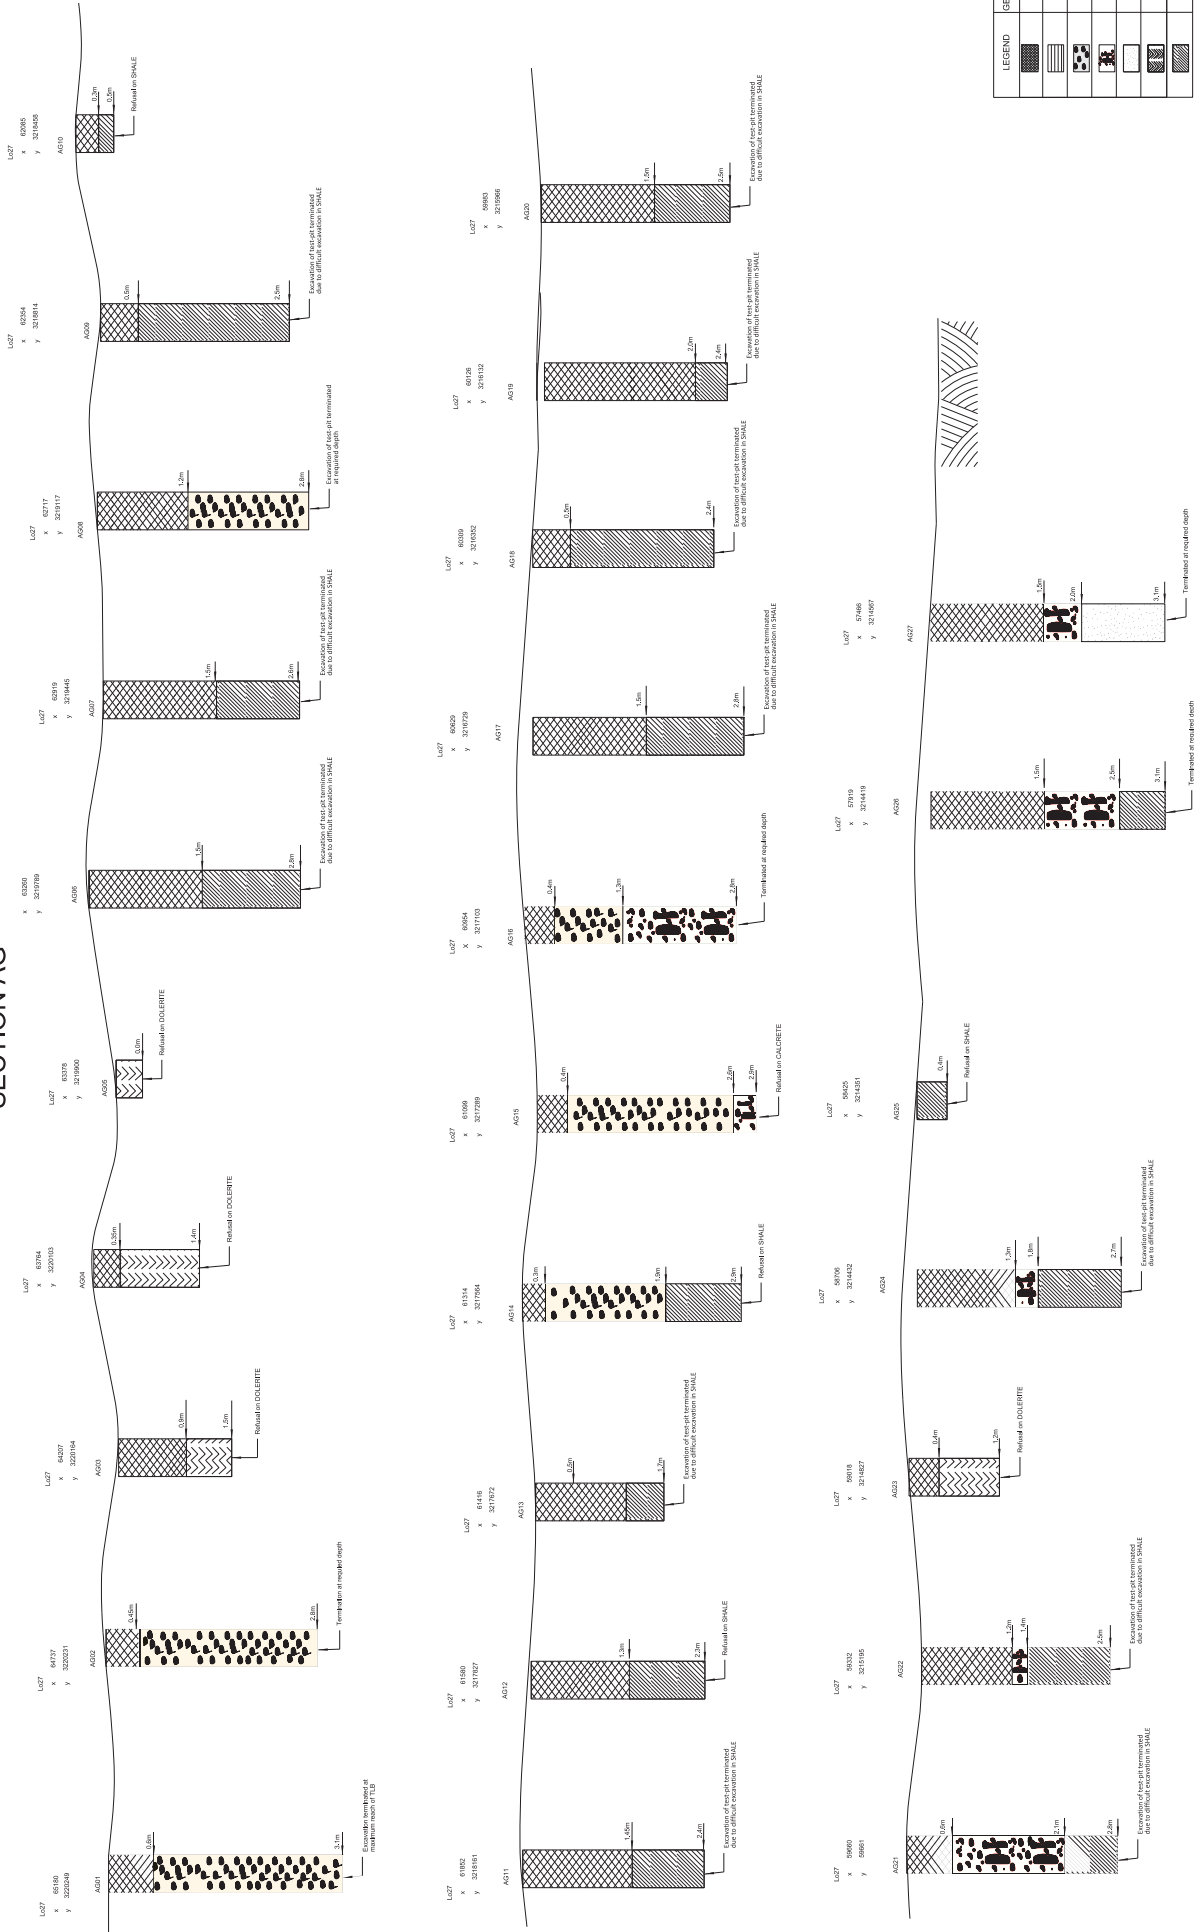 SECTION AG
Lo27
x 65180
y 3220249
AG01
0,6m
3,1m
Excavation terminated at
maximum reach of TLB
Lo27
x 64737
y 3220231
AG02
0,45m
2,8m
Termination at required depth
Lo27
x 64207
y 3220164
AG03
0,9m
1,5m
Refusal on DOLERITE
Lo27
x 63764
y 3220103
AG04
0,35m
1,4m
Refusal on DOLERITE
Lo27
x 63378
y 3219900
AG05
0,0m
Refusal on DOLERITE
Lo27
x 63260
y 3219789
AG06
1,5m
2,8m
Excavation of test-pit terminated
due to difficult excavation in SHALE
Lo27
x 62919
y 3219445
AG07
1,5m
2,6m
Excavation of test-pit terminated
due to difficult excavation in SHALE
Lo27
x 62717
y 3219117
AG08
1,2m
2,8m
Excavation of test-pit terminated
at required depth
Lo27
x 62354
y 3218814
AG09
0,5m
2,5m
Excavation of test-pit terminated
due to difficult excavation in SHALE
Lo27
x 62085
y 3218458
AG10
0,3m
0,5m
Refusal on SHALE
Lo27
x 61852
y 3218161
AG11
1,45m
2,4m
Excavation of test-pit terminated
due to difficult excavation in SHALE
Lo27
x 61580
y 3217827
AG12
1,3m
2,3m
Refusal on SHALE
Lo27
x 61416
y 3217672
AG13
0,5m
1,7m
Excavation of test-pit terminated
due to difficult excavation in SHALE
Lo27
x 61314
y 3217564
AG14
0,3m
1,9m
2,9m
Refusal on SHALE
Lo27
x 61099
y 3217289
AG15
0,4m
2,6m
2,9m
Refusal on CALCRETE
Lo27
X 60954
y 3217103
AG16
0,4m
1,3m
2,8m
Terminated at required depth
Lo27
x 60629
y 3216729
AG17
1,5m
2,8m
Excavation of test-pit terminated
due to difficult excavation in SHALE
Lo27
x 60309
y 3216352
AG18
0,5m
2,4m
Excavation of test-pit terminated
due to difficult excavation in SHALE
Lo27
x 60126
y 3216132
AG19
2,0m
2,4m
Excavation of test-pit terminated
due to difficult excavation in SHALE
Lo27
x 59983
y 3215966
AG20
1,5m
2,5m
Excavation of test-pit terminated
due to difficult excavation in SHALE
Lo27
x 59660
y 59661
AG21
0,6m
2,1m
2,8m
Excavation of test-pit terminated
due to difficult excavation in SHALE
Lo27
x 59332
y 3215195
AG22
1,2m
1,4m
2,5m
Excavation of test-pit terminated
due to difficult excavation in SHALE
Lo27
x 59018
y 3214827
AG23
0,4m
1,2m
Refusal on DOLERITE
Lo27
x 58706
y 3214432
AG24
1,3m
1,6m
2,7m
Excavation of test-pit terminated
due to difficult excavation in SHALE
Lo27
x 58425
y 3214351
AG25
0,4m
Refusal on SHALE
Lo27
x 57919
y 3214419
AG26
1,5m
2,5m
3,1m
Terminated at required depth
Lo27
x 57466
y 3214567
AG27
1,5m
2,0m
3,1m
Terminated at required depth
LEGEND
GE